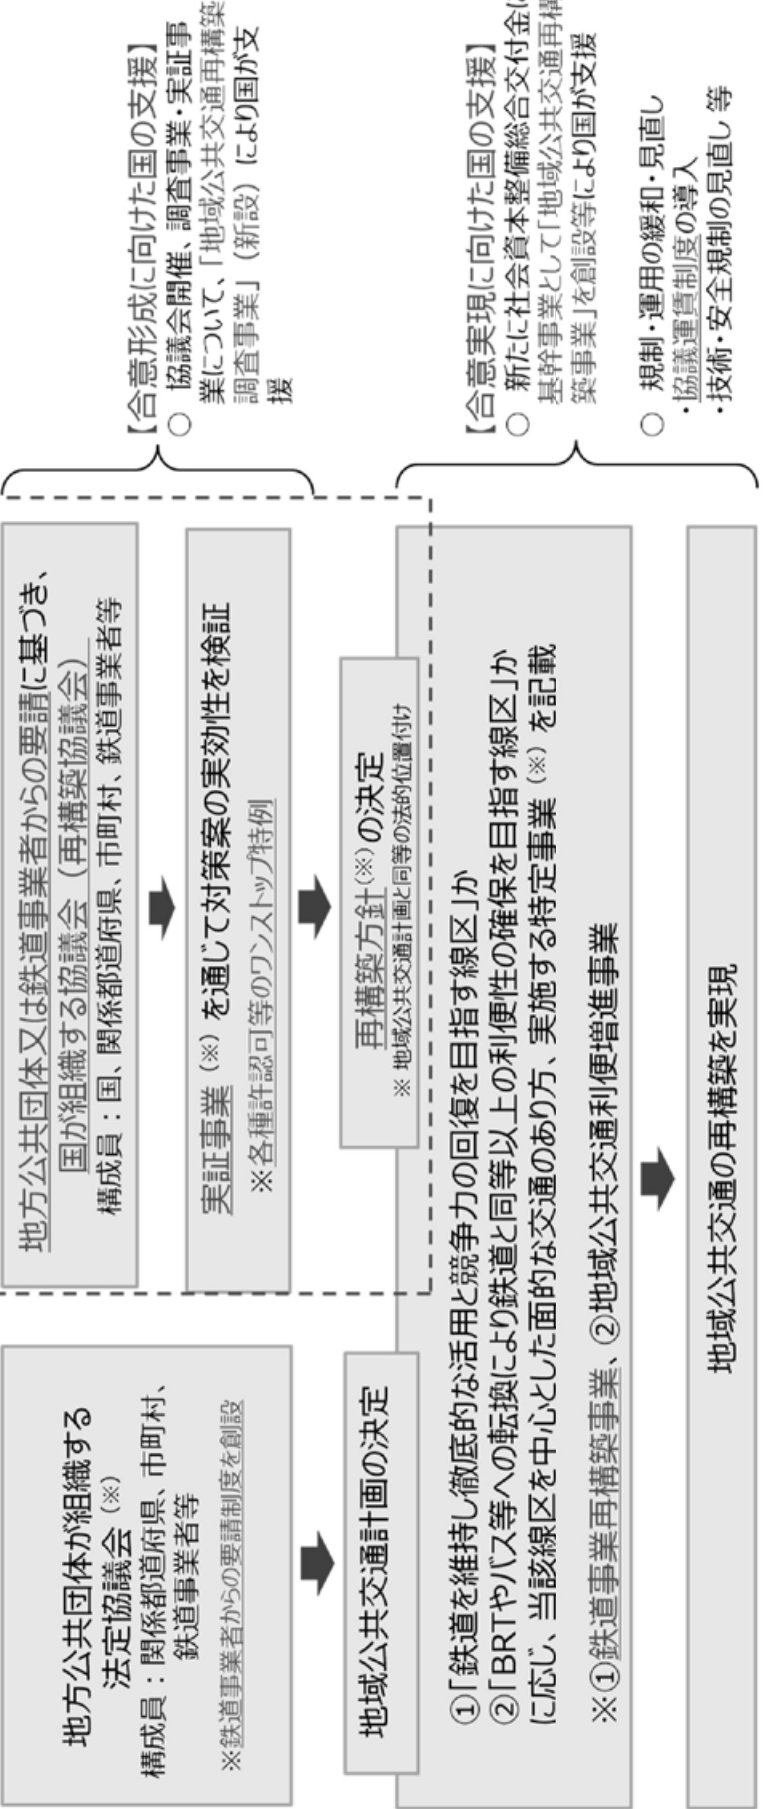 地方公共団体が組織する
法定協議会(※)
構成員：関係都道府県、市町村、
鉄道事業者等
※鉄道事業者からの要請制度を創設
地域公共交通計画の決定
地方公共団体又は鉄道事業者からの要請に基づき、
国が組織する協議会（再構築協議会）
構成員：国、関係都道府県、市町村、鉄道事業者等
実証事業(※)を通じて対策案の実効性を検証
※各種許認可等のワンストップ特例
再構築方針(※)の決定
※ 地域公共交通計画と同等の法的位置付け
①「鉄道を維持し徹底的な活用と競争力の回復を目指す線区」か
②「BRTやバス等への転換により鉄道と同等以上の利便性の確保を目指す線区」か
に応じ、当該線区を中心とした面的な交通のあり方、実施する特定事業(※)を記載
※①鉄道事業再構築事業、②地域公共交通利便増進事業
地域公共交通の再構築を実現
【合意形成に向けた国の支援】
○ 協議会開催、調査事業・実証事
業について、「地域公共交通再構築
調査事業」（新設）により国が支
援
【合意実現に向けた国の支援】
○ 新たに社会資本整備総合交付金に
基幹事業として「地域公共交通再構
築事業」を創設等により国が支援
○ 規制・運用の緩和・見直し
・協議運賃制度の導入
・技術・安全規制の見直し 等